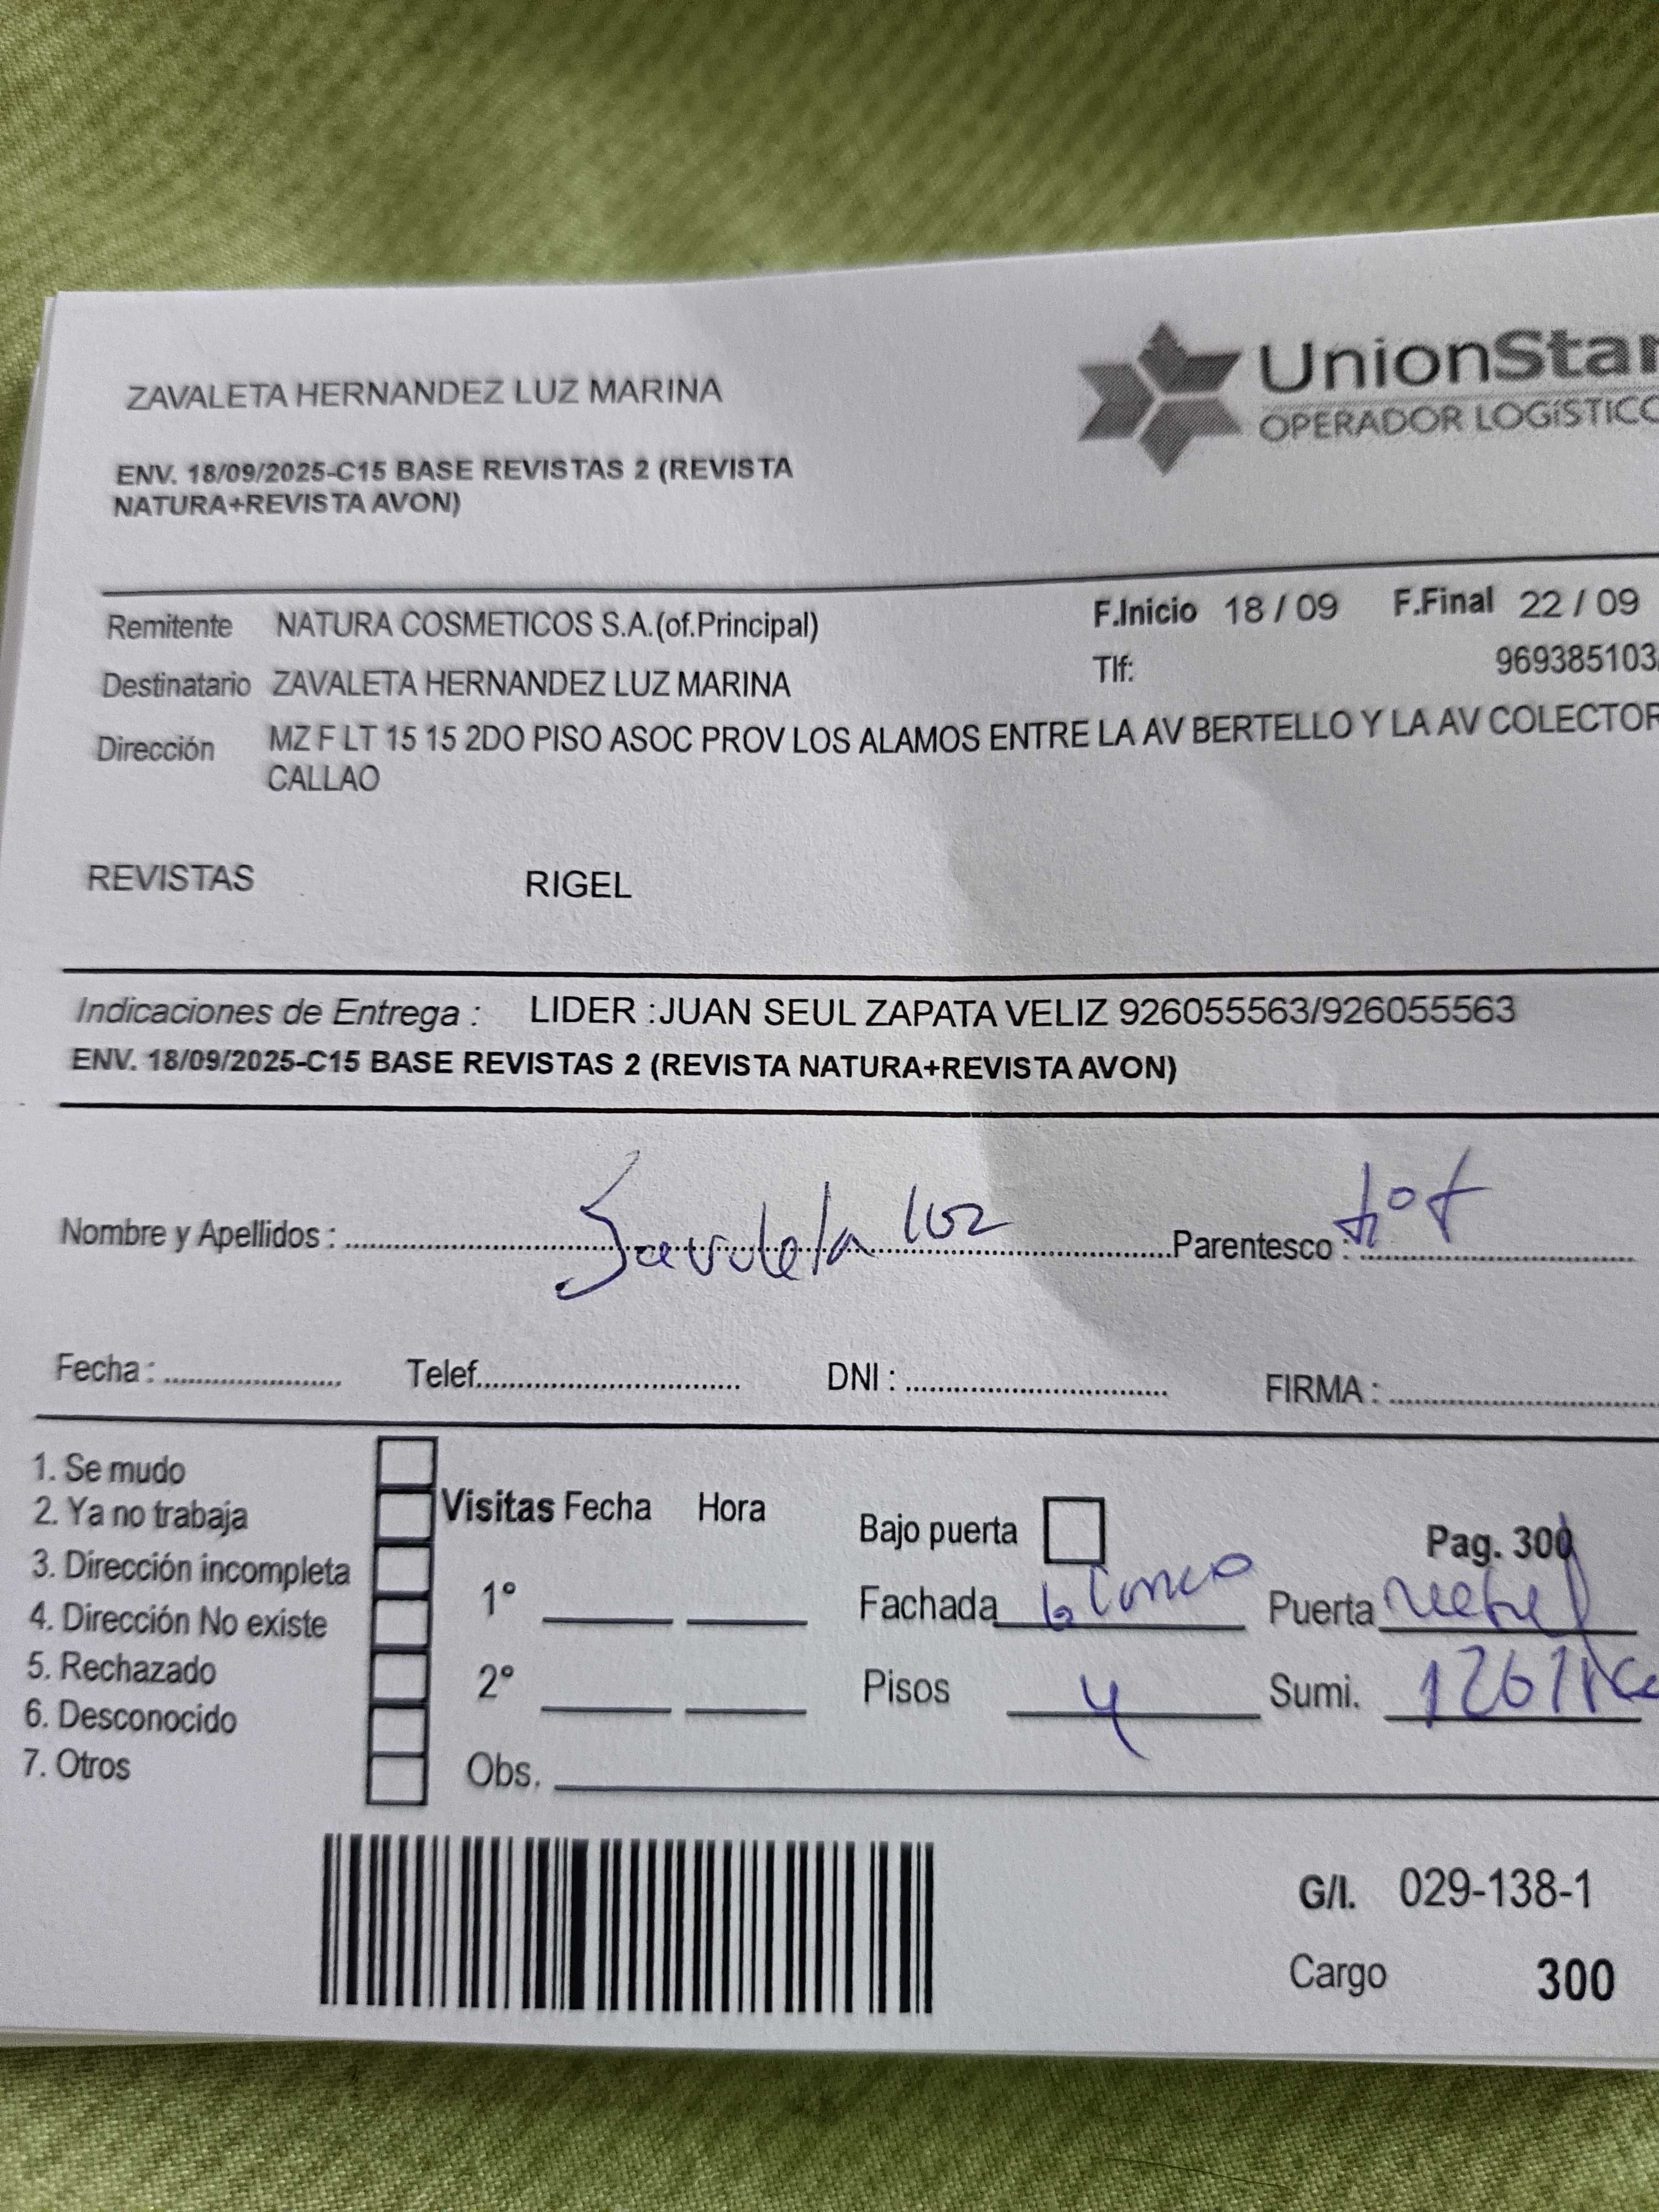 ZAVALETA HERNANDEZ LUZ MARINA
UnionStar
OPERADOR LOGÍSTICO
ENV. 18/09/2025-C15 BASE REVISTAS 2 (REVISTA
NATURA+REVISTA AVON)
Remitente NATURA COSMETICOS S.A.(of.Principal) F.Inicio 18 / 09 F.Final 22 / 09
Destinatario ZAVALETA HERNANDEZ LUZ MARINA Tlf: 969385103
Dirección MZ F LT 15 15 2DO PISO ASOC PROV LOS ALAMOS ENTRE LA AV BERTELLO Y LA AV COLECTOR
CALLAO
REVISTAS RIGEL
Indicaciones de Entrega : LIDER :JUAN SEUL ZAPATA VELIZ 926055563/926055563
ENV. 18/09/2025-C15 BASE REVISTAS 2 (REVISTA NATURA+REVISTA AVON)
Nombre y Apellidos : Zavaleta luz Parentesco :
Fecha : Telef. DNI : FIRMA :
1. Se mudo
2. Ya no trabaja
3. Dirección incompleta
4. Dirección No existe
5. Rechazado
6. Desconocido
7. Otros
Visitas Fecha Hora
1°
2°
Obs.
Bajo puerta Pag. 300
Fachada blanco Puerta
Pisos 4 Sumi.
G/I. 029-138-1
Cargo 300